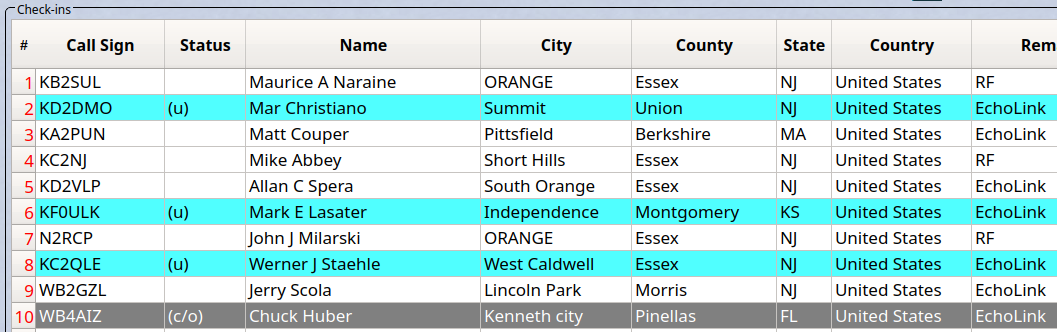 Check-ins
# Call Sign Status Name City County State Country Rem
1 KB2SUL Maurice A Naraine ORANGE Essex NJ United States RF
2 KD2DMO (u) Mar Christiano Summit Union NJ United States EchoLink
3 KA2PUN Matt Couper Pittsfield Berkshire MA United States EchoLink
4 KC2NJ Mike Abbey Short Hills Essex NJ United States RF
5 KD2VLP Allan C Spera South Orange Essex NJ United States EchoLink
6 KF0ULK (u) Mark E Lasater Independence Montgomery KS United States EchoLink
7 N2RCP John J Milarski ORANGE Essex NJ United States RF
8 KC2QLE (u) Werner J Staehle West Caldwell Essex NJ United States EchoLink
9 WB2GZL Jerry Scola Lincoln Park Morris NJ United States EchoLink
10 WB4AIZ (c/o) Chuck Huber Kenneth city Pinellas FL United States EchoLink